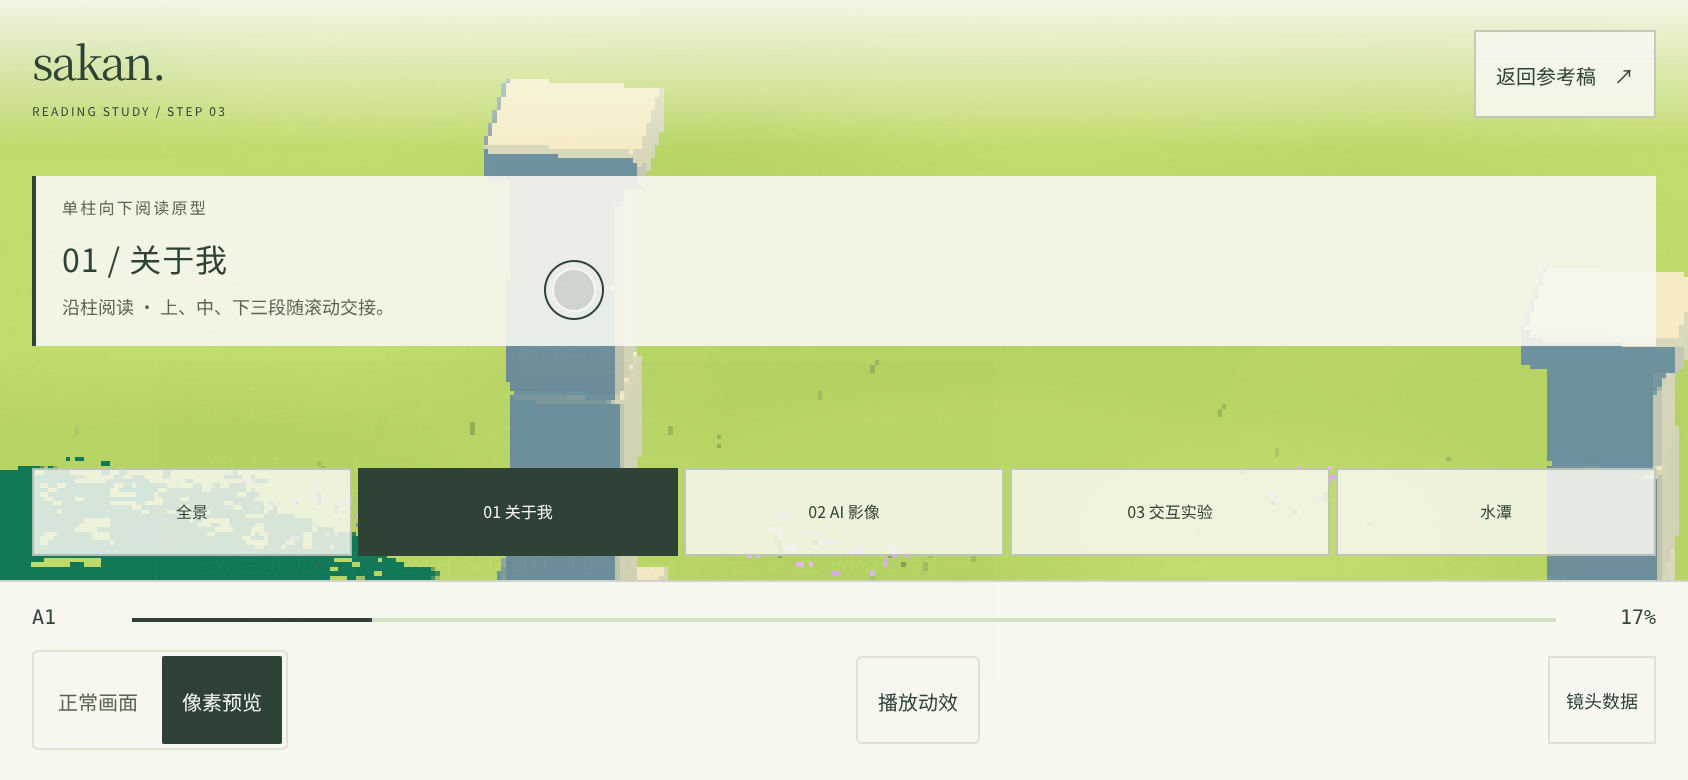 sakan.
READING STUDY / STEP 03
返回参考稿 ↗
单柱向下阅读原型
01 / 关于我
沿柱阅读 · 上、中、下三段随滚动交接。
全景
01 关于我
02 AI 影像
03 交互实验
水潭
A1
17%
正常画面
像素预览
播放动效
镜头数据